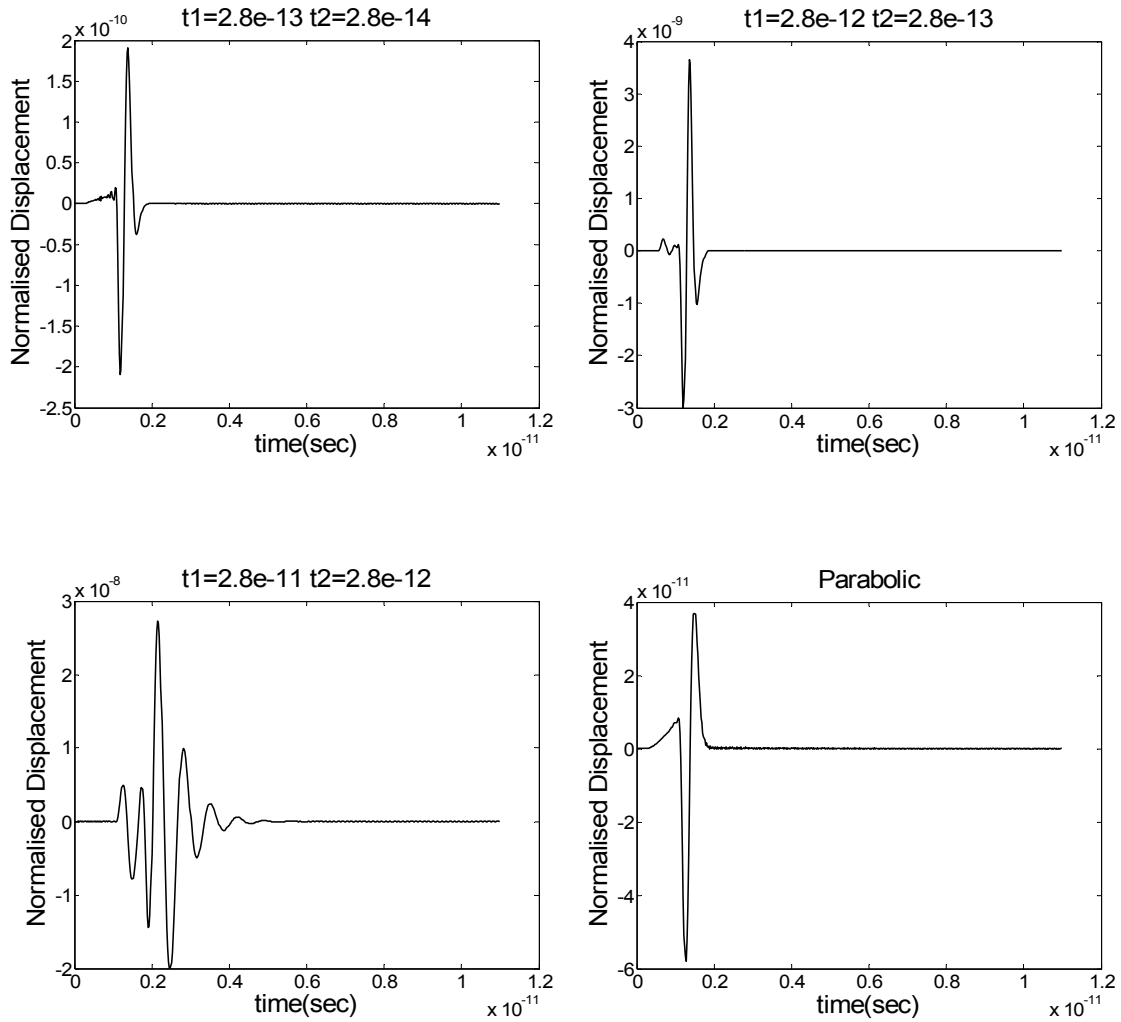 t1=2.8e-13 t2=2.8e-14
x 10^-10
2
1.5
1
0.5
0
-0.5
-1
-1.5
-2
-2.5
Normalised Displacement
0 0.2 0.4 0.6 0.8 1 1.2
time(sec)
x 10^-11
t1=2.8e-12 t2=2.8e-13
x 10^-9
4
3
2
1
0
-1
-2
-3
Normalised Displacement
0 0.2 0.4 0.6 0.8 1 1.2
time(sec)
x 10^-11
t1=2.8e-11 t2=2.8e-12
x 10^-8
3
2
1
0
-1
-2
Normalised Displacement
0 0.2 0.4 0.6 0.8 1 1.2
time(sec)
x 10^-11
Parabolic
x 10^-11
4
2
0
-2
-4
-6
Normalised Displacement
0 0.2 0.4 0.6 0.8 1 1.2
time(sec)
x 10^-11